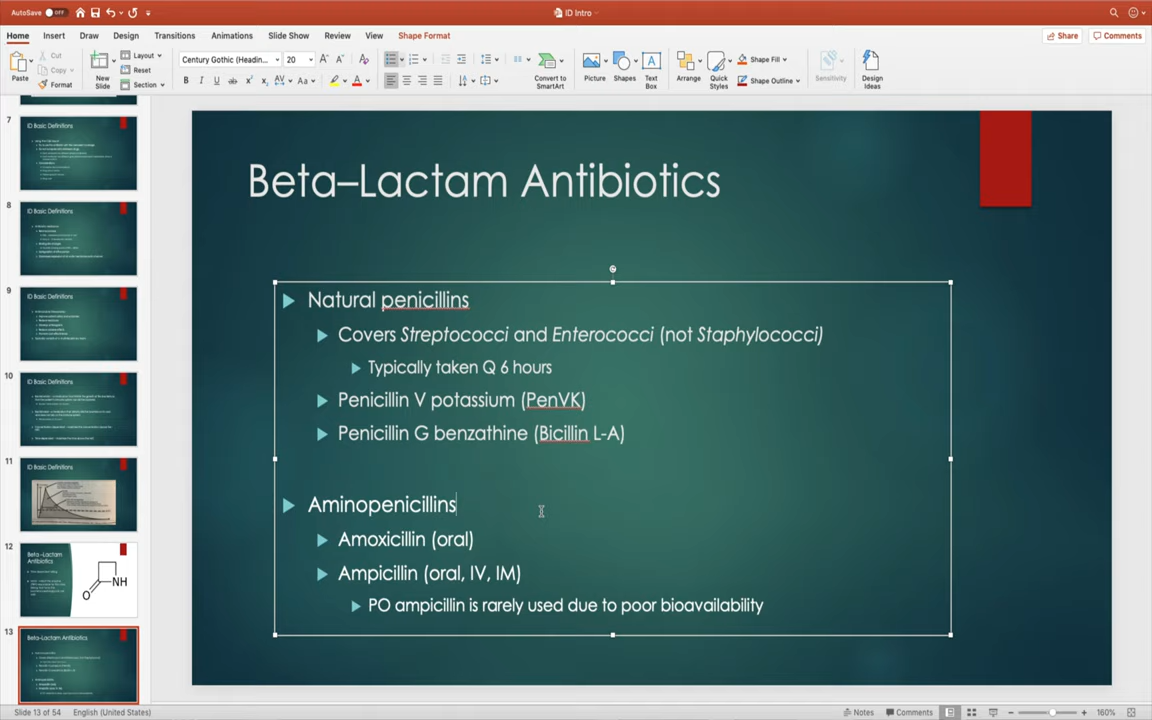 AutoSave OFF
ID Intro
Home Insert Draw Design Transitions Animations Slide Show Review View Shape Format
Share Comments
Paste
Cut
Copy
Format
New Slide
Layout
Reset
Section
Century Gothic (Headin... 20
Convert to SmartArt
Picture
Shapes
Text Box
Arrange
Quick Styles
Shape Fill
Shape Outline
Sensitivity
Design Ideas
7
ID Basic Definitions
8
ID Basic Definitions
9
ID Basic Definitions
10
ID Basic Definitions
11
ID Basic Definitions
12
Beta –Lactam
Antibiotics
NH
O
13
Beta-Lactam Antibiotics
Beta–Lactam Antibiotics
Natural penicillins
Covers Streptococci and Enterococci (not Staphylococci)
Typically taken Q 6 hours
Penicillin V potassium (PenVK)
Penicillin G benzathine (Bicillin L-A)
Aminopenicillins
Amoxicillin (oral)
Ampicillin (oral, IV, IM)
PO ampicillin is rarely used due to poor bioavailability
Slide 13 of 54 English (United States)
Notes Comments 160%